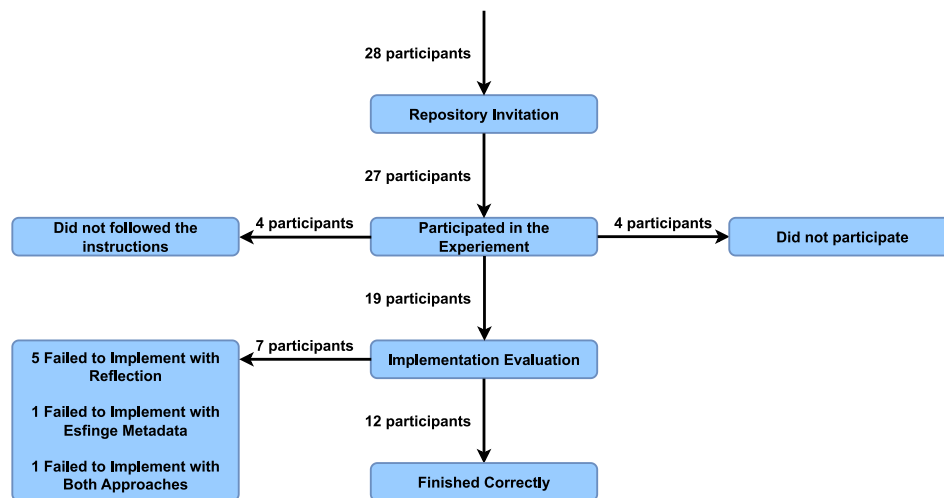 28 participants
Repository Invitation
27 participants
Did not followed the
instructions
4 participants
Participated in the
Experiement
4 participants
Did not participate
19 participants
5 Failed to Implement with
Reflection
1 Failed to Implement with
Esfinge Metadata
1 Failed to Implement with
Both Approaches
7 participants
Implementation Evaluation
12 participants
Finished Correctly